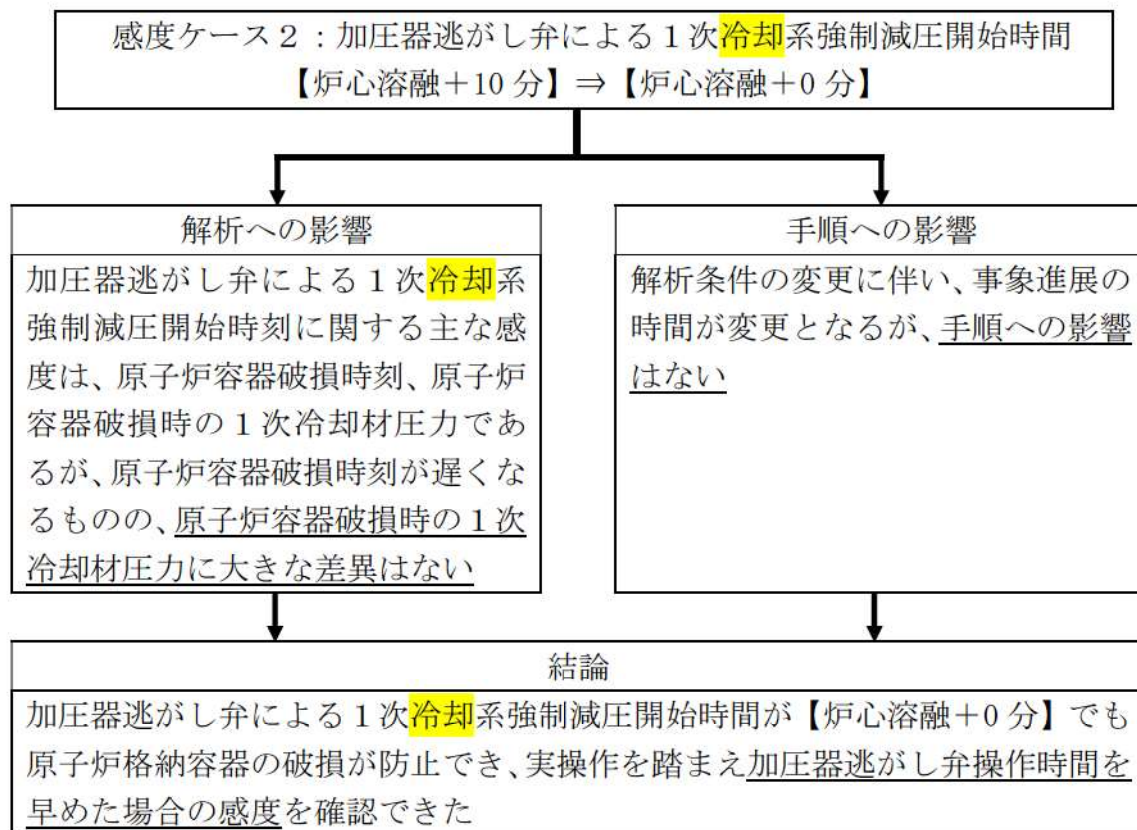 感度ケース２：加圧器逃がし弁による１次冷却系強制減圧開始時間
【炉心溶融＋10 分】⇒【炉心溶融＋0 分】
解析への影響
加圧器逃がし弁による１次冷却系
強制減圧開始時刻に関する主な感
度は、原子炉容器破損時刻、原子炉
容器破損時の１次冷却材圧力であ
るが、原子炉容器破損時刻が遅くな
るものの、原子炉容器破損時の１次
冷却材圧力に大きな差異はない
手順への影響
解析条件の変更に伴い、事象進展の
時間が変更となるが、手順への影響
はない
結論
加圧器逃がし弁による１次冷却系強制減圧開始時間が【炉心溶融＋0 分】でも
原子炉格納容器の破損が防止でき、実操作を踏まえ加圧器逃がし弁操作時間を
早めた場合の感度を確認できた